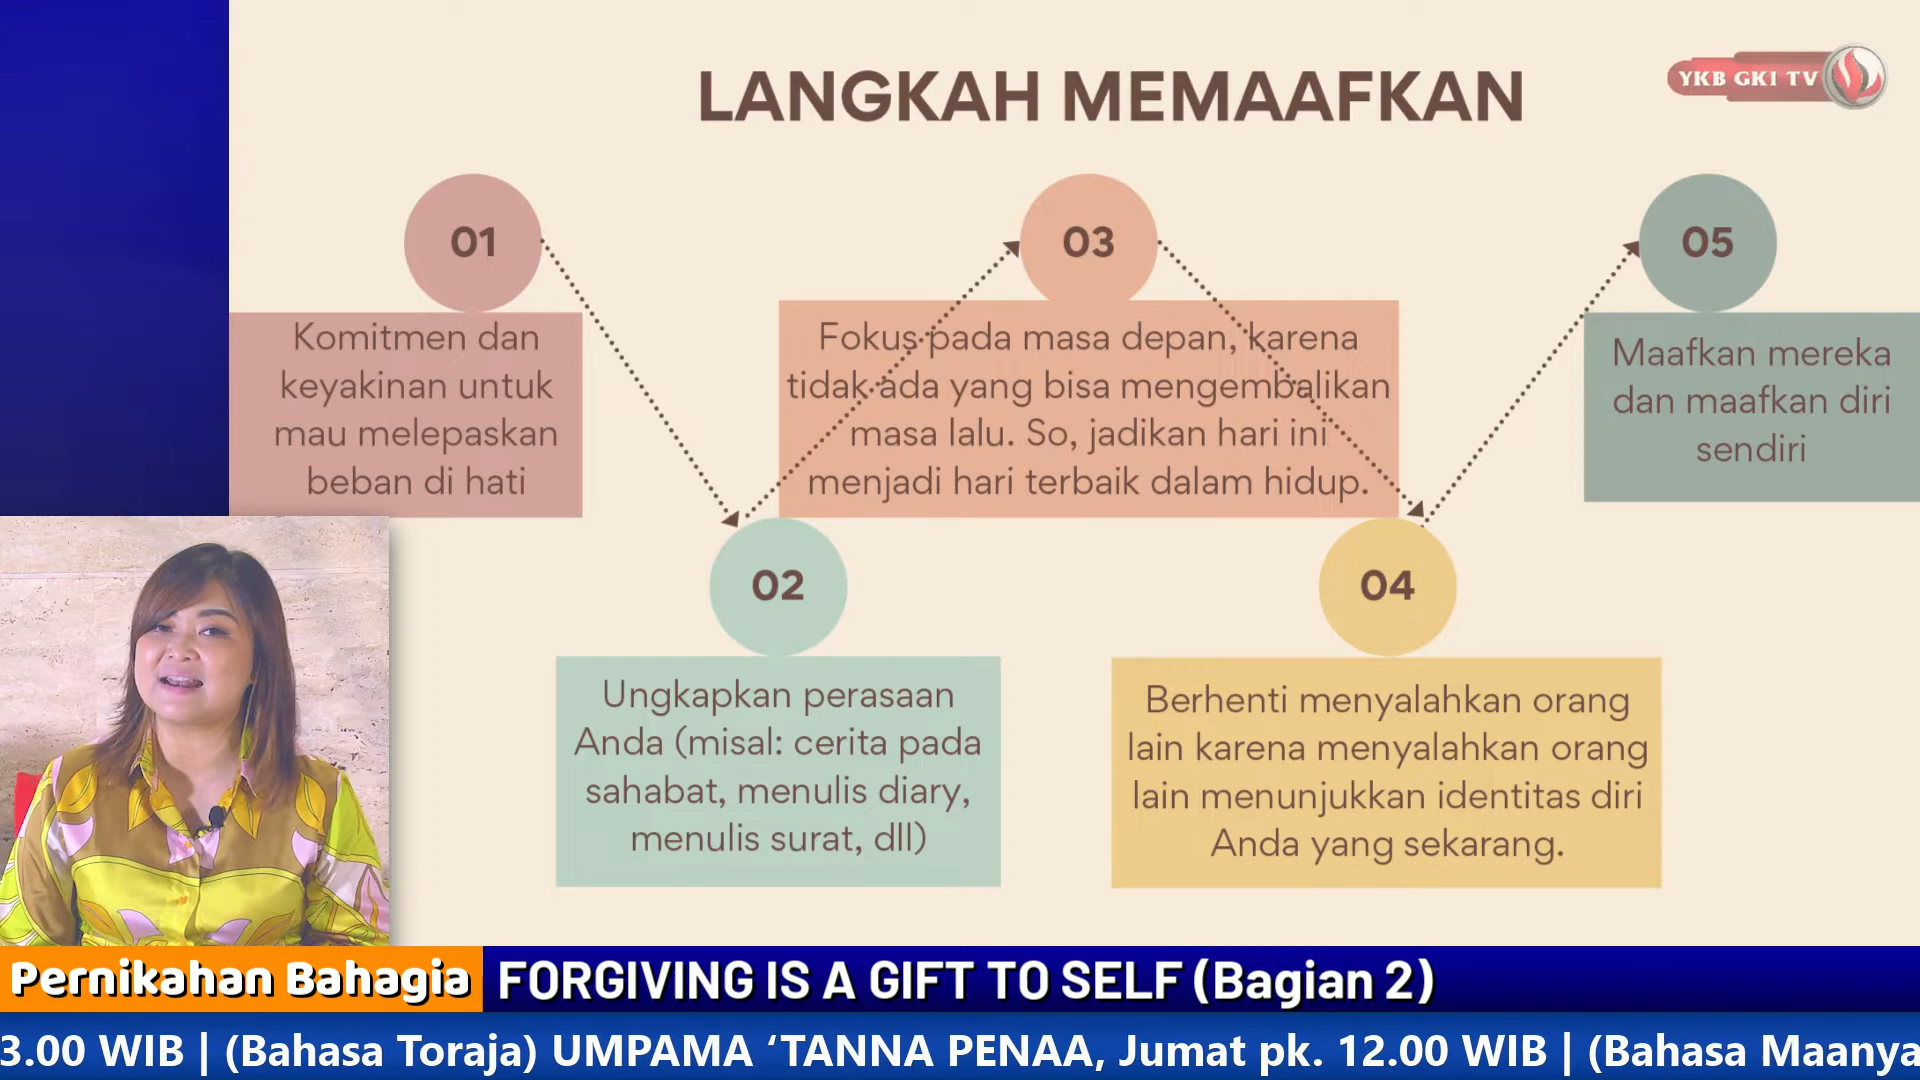 LANGKAH MEMAAFKAN
YKB GKI TV
01
Komitmen dan
keyakinan untuk
mau melepaskan
beban di hati
02
Ungkapkan perasaan
Anda (misal: cerita pada
sahabat, menulis diary,
menulis surat, dll)
03
Fokus pada masa depan, karena
tidak ada yang bisa mengembalikan
masa lalu. So, jadikan hari ini
menjadi hari terbaik dalam hidup.
04
Berhenti menyalahkan orang
lain karena menyalahkan orang
lain menunjukkan identitas diri
Anda yang sekarang.
05
Maafkan mereka
dan maafkan diri
sendiri
Pernikahan Bahagia
FORGIVING IS A GIFT TO SELF (Bagian 2)
3.00 WIB | (Bahasa Toraja) UMPAMA ‘TANNA PENAA, Jumat pk. 12.00 WIB | (Bahasa Maanya